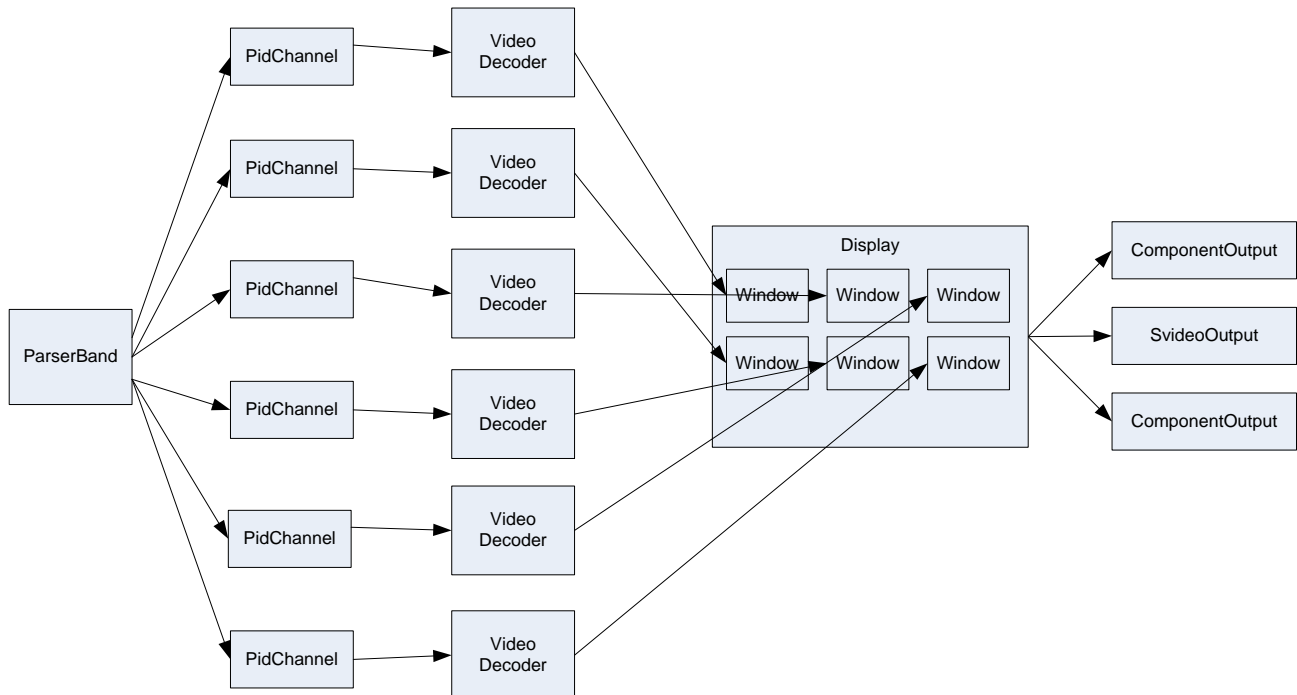 ParserBand
PidChannel
PidChannel
PidChannel
PidChannel
PidChannel
PidChannel
Video
Decoder
Video
Decoder
Video
Decoder
Video
Decoder
Video
Decoder
Video
Decoder
Display
Window
Window
Window
Window
Window
Window
ComponentOutput
SvideoOutput
ComponentOutput